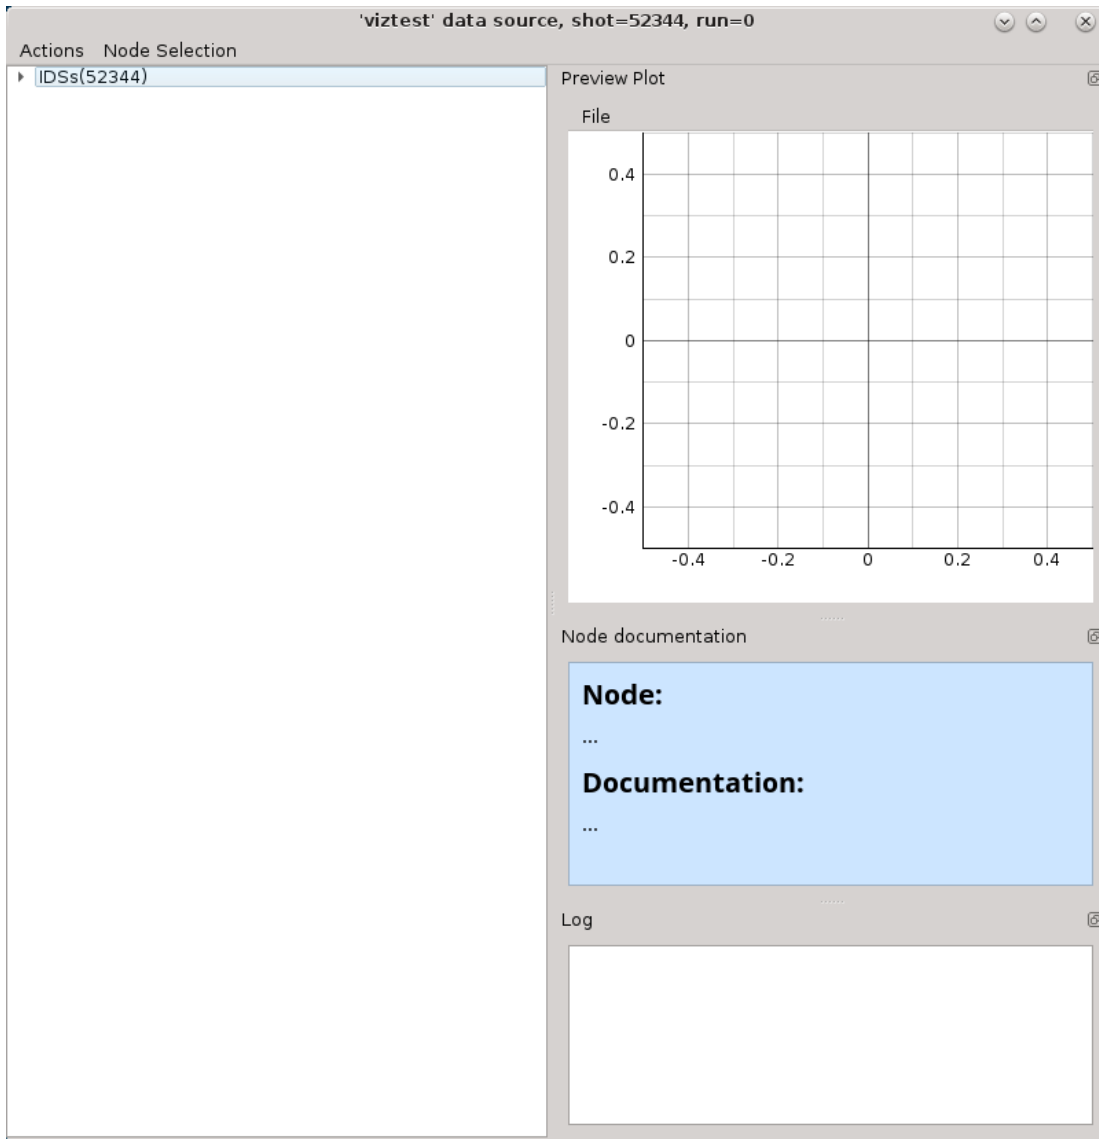 'viztest' data source, shot=52344, run=0
Actions Node Selection
IDSs(52344)
Preview Plot
File
0.4
0.2
0
-0.2
-0.4
-0.4 -0.2 0 0.2 0.4
Node documentation
Node:
...
Documentation:
...
Log